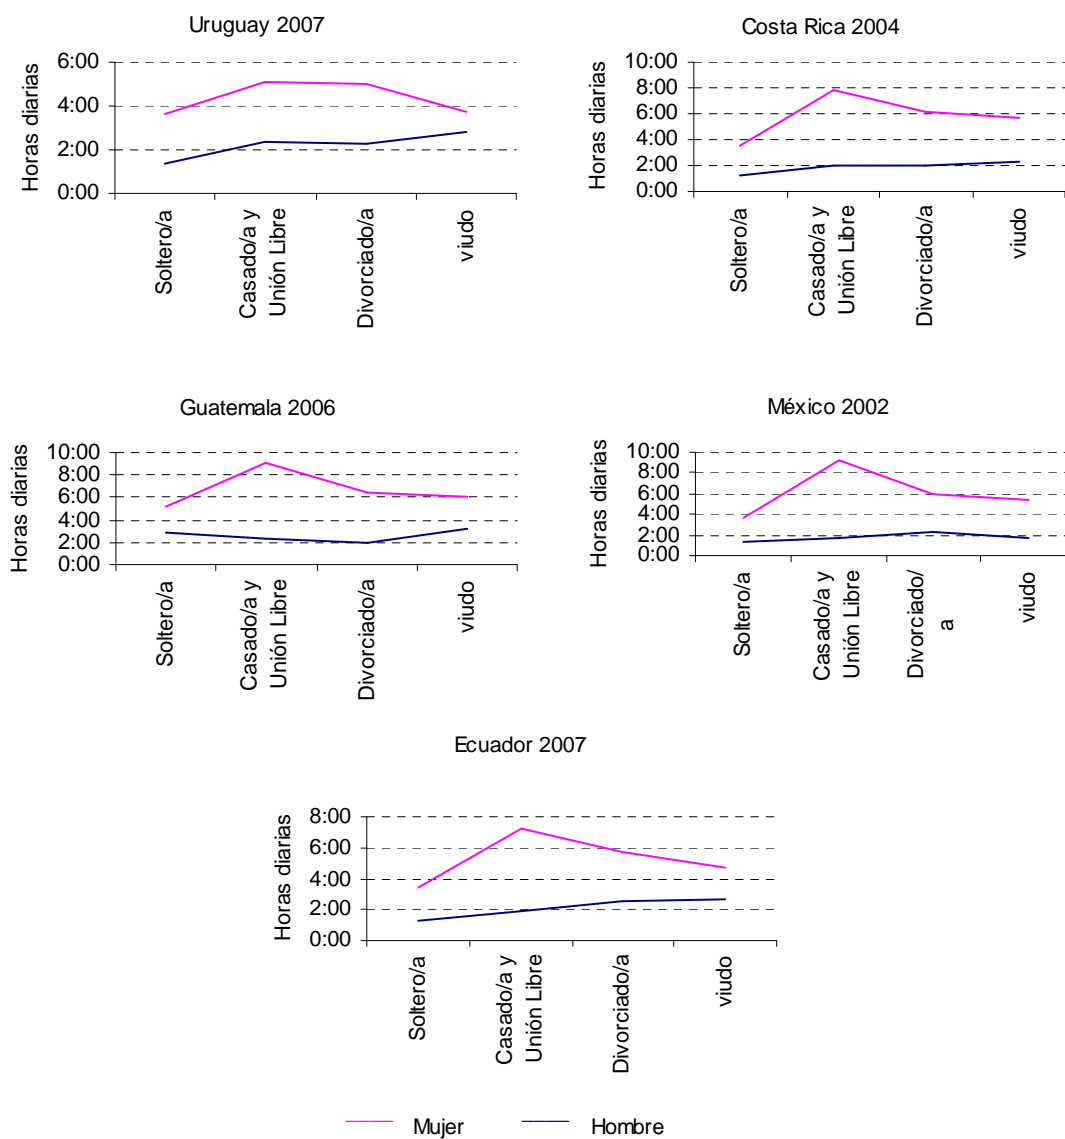 Uruguay 2007
Horas diarias
6:00
4:00
2:00
0:00
Soltero/a
Casado/a y
Unión Libre
Divorciado/a
viudo
Costa Rica 2004
Horas diarias
10:00
8:00
6:00
4:00
2:00
0:00
Soltero/a
Casado/a y
Unión Libre
Divorciado/a
viudo
Guatemala 2006
Horas diarias
10:00
8:00
6:00
4:00
2:00
0:00
Soltero/a
Casado/a y
Unión Libre
Divorciado/a
viudo
México 2002
Horas diarias
10:00
8:00
6:00
4:00
2:00
0:00
Soltero/a
Casado/a y
Unión Libre
Divorciado/
a
viudo
Ecuador 2007
Horas diarias
8:00
6:00
4:00
2:00
0:00
Soltero/a
Casado/a y
Unión Libre
Divorciado/a
viudo
Mujer
Hombre